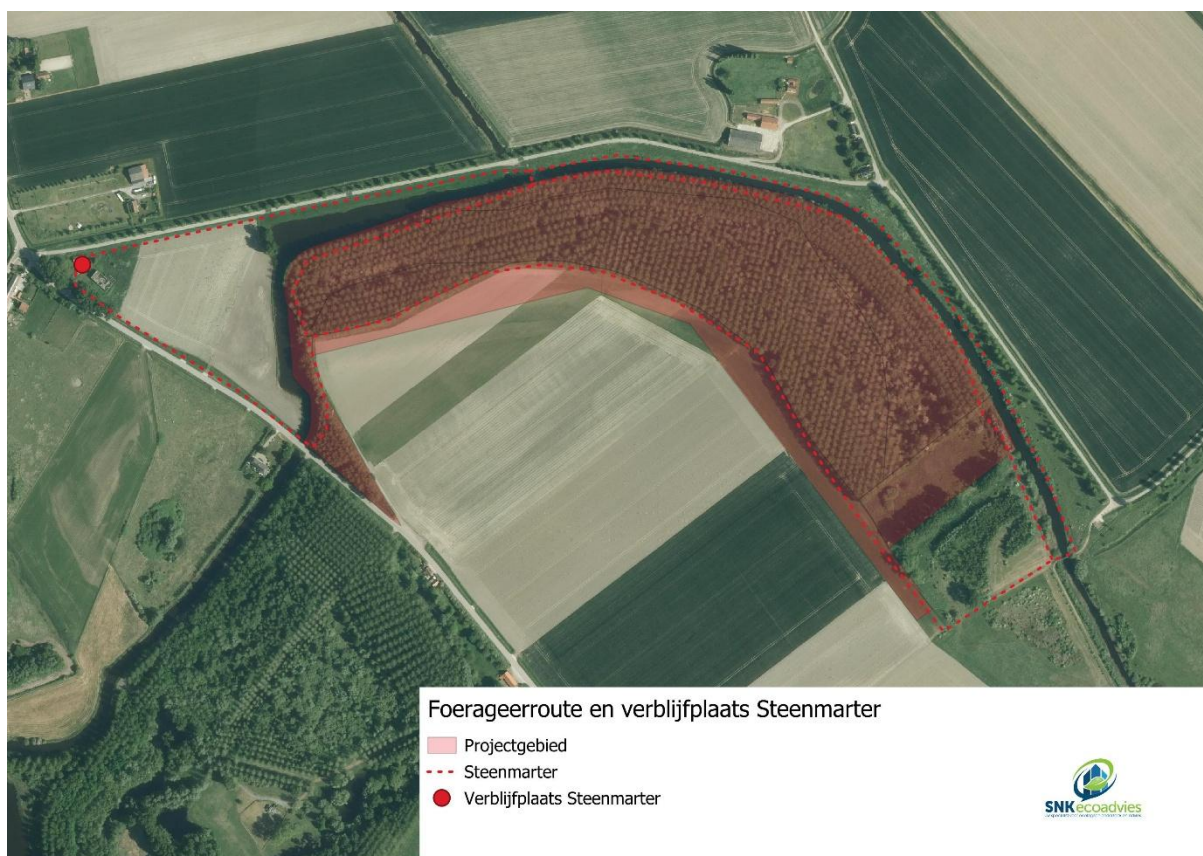 Foerageerroute en verblijfplaats Steenmarter
Projectgebied
Steenmarter
Verblijfplaats Steenmarter
SNKecoadvies